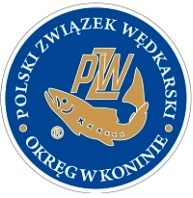 POLSKI ZWIĄZEK WĘDKARSKI
PZW
OKRĘG W KONINIE